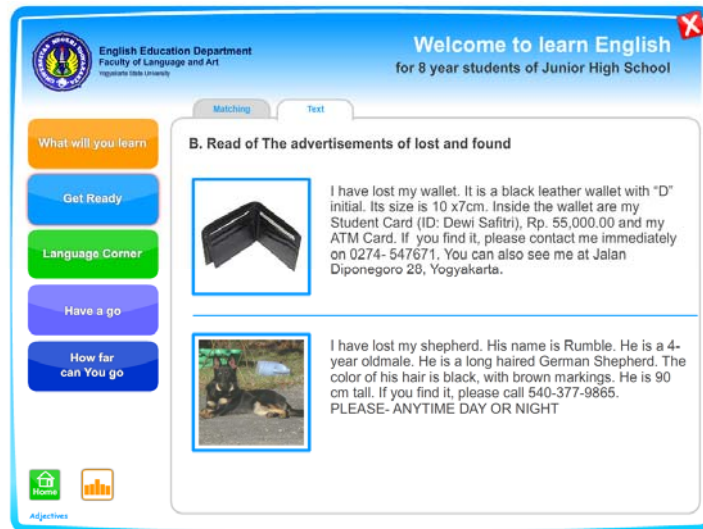 English Education Department
Faculty of Language and Art
Yogyakarta State University
Welcome to learn English
for 8 year students of Junior High School
Matching
Text
What will you learn
Get Ready
Language Corner
Have a go
How far
can You go
Home
Adjectives
B. Read of The advertisements of lost and found
I have lost my wallet. It is a black leather wallet with “D”
initial. Its size is 10 x7cm. Inside the wallet are my
Student Card (ID: Dewi Safitri), Rp. 55,000.00 and my
ATM Card. If you find it, please contact me immediately
on 0274- 547671. You can also see me at Jalan
Diponegoro 28, Yogyakarta.
I have lost my shepherd. His name is Rumble. He is a 4-
year oldmale. He is a long haired German Shepherd. The
color of his hair is black, with brown markings. He is 90
cm tall. If you find it, please call 540-377-9865.
PLEASE- ANYTIME DAY OR NIGHT